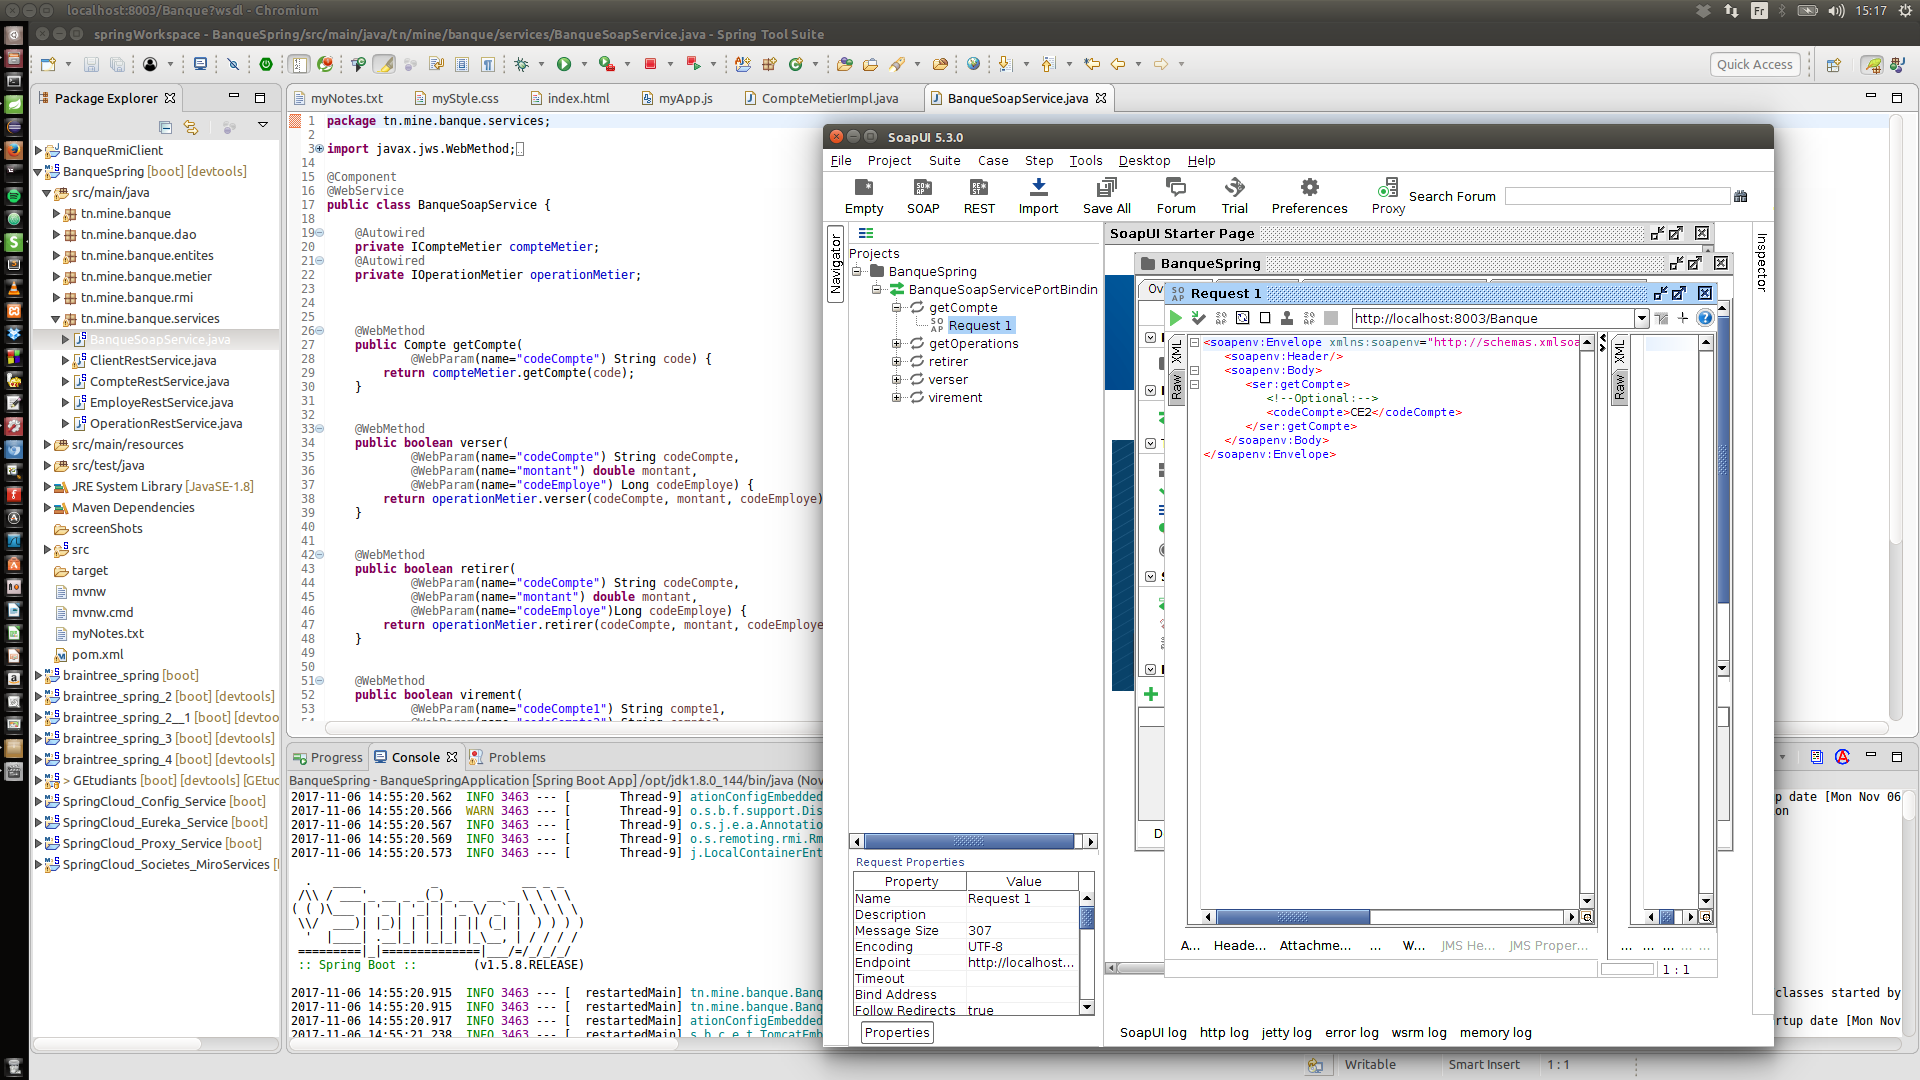 localhost:8003/Banque?wsdl - Chromium
Fr
15:17
springWorkspace - BanqueSpring/src/main/java/tn/mine/banque/services/BanqueSoapService.java - Spring Tool Suite
Quick Access
Package Explorer
BanqueRmiClient
BanqueSpring [boot] [devtools]
src/main/java
tn.mine.banque
tn.mine.banque.dao
tn.mine.banque.entites
tn.mine.banque.metier
tn.mine.banque.rmi
tn.mine.banque.services
BanqueSoapService.java
ClientRestService.java
CompteRestService.java
EmployeRestService.java
OperationRestService.java
src/main/resources
src/test/java
JRE System Library [JavaSE-1.8]
Maven Dependencies
screenShots
src
target
mvnw
mvnw.cmd
myNotes.txt
pom.xml
braintree_spring [boot]
braintree_spring_2 [boot] [devtools]
braintree_spring_2__1 [boot] [devtoo
braintree_spring_3 [boot] [devtools]
braintree_spring_4 [boot] [devtools]
> GEtudiants [boot] [devtools] [GEtuc
SpringCloud_Config_Service [boot]
SpringCloud_Eureka_Service [boot]
SpringCloud_Proxy_Service [boot]
SpringCloud_Societes_MiroServices [
myNotes.txt
myStyle.css
index.html
myApp.js
CompteMetierImpl.java
BanqueSoapService.java
1 package tn.mine.banque.services;
2
3 import javax.jws.WebMethod;
14
15 @Component
16 @WebService
17 public class BanqueSoapService {
18
19 @Autowired
20 private ICompteMetier compteMetier;
21 @Autowired
22 private IOperationMetier operationMetier;
23
24
25
26 @WebMethod
27 public Compte getCompte(
28 @WebParam(name="codeCompte") String code) {
29 return compteMetier.getCompte(code);
30 }
31
32
33 @WebMethod
34 public boolean verser(
35 @WebParam(name="codeCompte") String codeCompte,
36 @WebParam(name="montant") double montant,
37 @WebParam(name="codeEmploye") Long codeEmploye) {
38 return operationMetier.verser(codeCompte, montant, codeEmploye)
39 }
40
41
42 @WebMethod
43 public boolean retirer(
44 @WebParam(name="codeCompte") String codeCompte,
45 @WebParam(name="montant") double montant,
46 @WebParam(name="codeEmploye")Long codeEmploye) {
47 return operationMetier.retirer(codeCompte, montant, codeEmploye
48 }
49
50
51 @WebMethod
52 public boolean virement(
53 @WebParam(name="codeCompte1") String compte1,
Progress
Console
Problems
BanqueSpring - BanqueSpringApplication [Spring Boot App] /opt/jdk1.8.0_144/bin/java (Nov
2017-11-06 14:55:20.562 INFO 3463 --- [ Thread-9] ationConfigEmbedded
2017-11-06 14:55:20.566 WARN 3463 --- [ Thread-9] o.s.b.f.support.Dis
2017-11-06 14:55:20.567 INFO 3463 --- [ Thread-9] o.s.j.e.a.Annotatio
2017-11-06 14:55:20.569 INFO 3463 --- [ Thread-9] o.s.remoting.rmi.Rm
2017-11-06 14:55:20.573 INFO 3463 --- [ Thread-9] j.LocalContainerEnt
:: Spring Boot :: (v1.5.8.RELEASE)
2017-11-06 14:55:20.915 INFO 3463 --- [ restartedMain] tn.mine.banque.Banq
2017-11-06 14:55:20.915 INFO 3463 --- [ restartedMain] tn.mine.banque.Banq
2017-11-06 14:55:20.917 INFO 3463 --- [ restartedMain] ationConfigEmbedded
2017-11-06 14:55:21.238 INFO 3463 --- [ restartedMain] s.b.c.e.t.TomcatEmb
p date [Mon Nov 06
on
classes started by
rtup date [Mon Nov
Writable
Smart Insert
1 : 1
SoapUI 5.3.0
File Project Suite Case Step Tools Desktop Help
Empty SOAP REST Import Save All Forum Trial Preferences Proxy
Search Forum
Navigator
Projects
BanqueSpring
BanqueSoapServicePortBindin
getCompte
Request 1
getOperations
retirer
verser
virement
Request Properties
Property Value
Name Request 1
Description
Message Size 307
Encoding UTF-8
Endpoint http://localhost...
Timeout
Bind Address
Follow Redirects true
Properties
SoapUI Starter Page
Inspector
BanqueSpring
Ov
Request 1
http://localhost:8003/Banque
XML
Raw
<soapenv:Envelope xmlns:soapenv="http://schemas.xmlsoa
<soapenv:Header/>
<soapenv:Body>
<ser:getCompte>
<!--Optional:-->
<codeCompte>CE2</codeCompte>
</ser:getCompte>
</soapenv:Body>
</soapenv:Envelope>
XML
Raw
A... Heade... Attachme... ... W... JMS He... JMS Proper...
... ... ... ... ...
1 : 1
SoapUI log http log jetty log error log wsrm log memory log